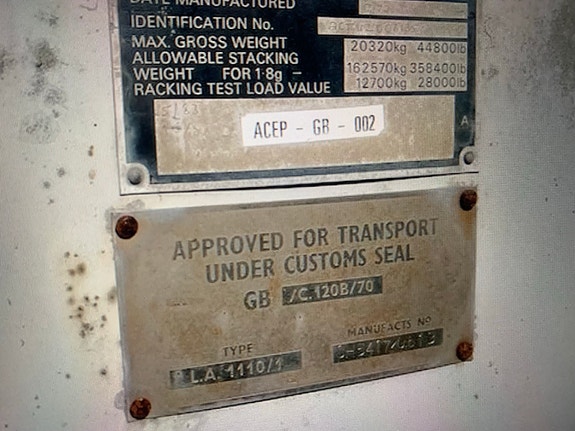 DATE MANUFACTURED
IDENTIFICATION No.
MAX. GROSS WEIGHT 20320kg 44800lb
ALLOWABLE STACKING
WEIGHT FOR 1·8g - 162570kg 358400lb
RACKING TEST LOAD VALUE 12700kg 28000lb
ACEP - GB - 002
A
APPROVED FOR TRANSPORT
UNDER CUSTOMS SEAL
GB /C.120B/70
TYPE MANUFACTS NO
L.A. 1110/1